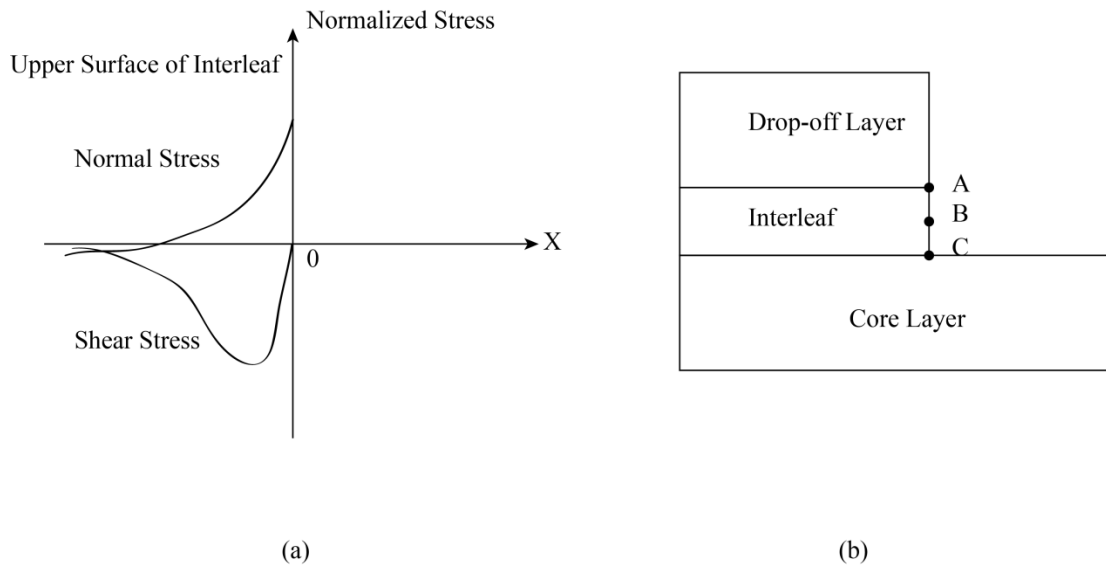 Normalized Stress
Upper Surface of Interleaf
Normal Stress
X
0
Shear Stress
(a)
Drop-off Layer
A
Interleaf
B
C
Core Layer
(b)